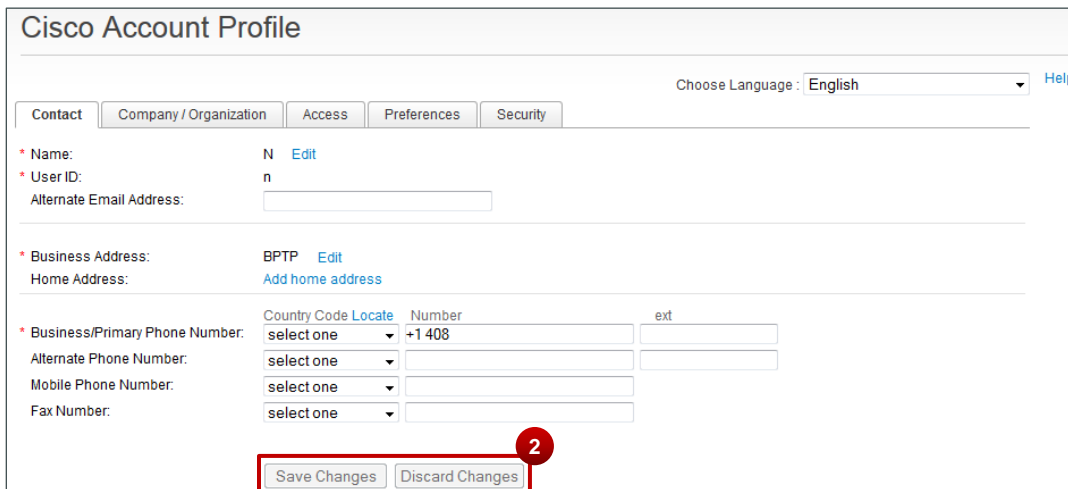 Cisco Account Profile
Choose Language : English
Contact Company / Organization Access Preferences Security
* Name: N Edit
* User ID: n
Alternate Email Address:
* Business Address: BPTP Edit
Home Address: Add home address
Country Code Locate Number ext
* Business/Primary Phone Number: select one +1 408
Alternate Phone Number: select one
Mobile Phone Number: select one
Fax Number: select one
2
Save Changes Discard Changes